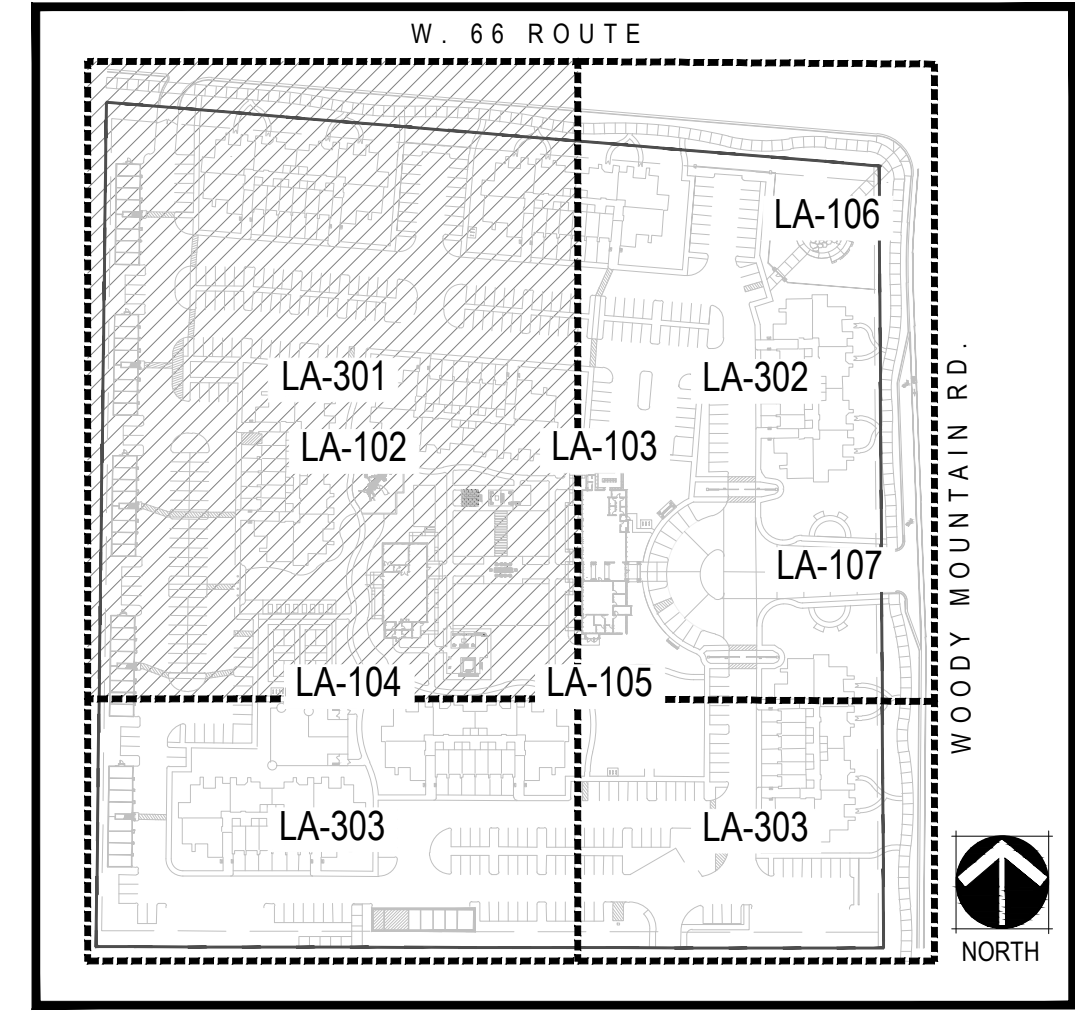 W. 66 ROUTE
LA-106
LA-301
LA-302
LA-102
LA-103
LA-107
LA-104
LA-105
LA-303
LA-303
WOODY MOUNTAIN RD.
NORTH